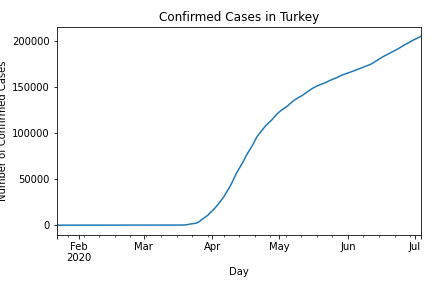 Confirmed Cases in Turkey
Number of Confirmed Cases
200000
150000
100000
50000
0
Feb Mar Apr May Jun Jul
2020
Day